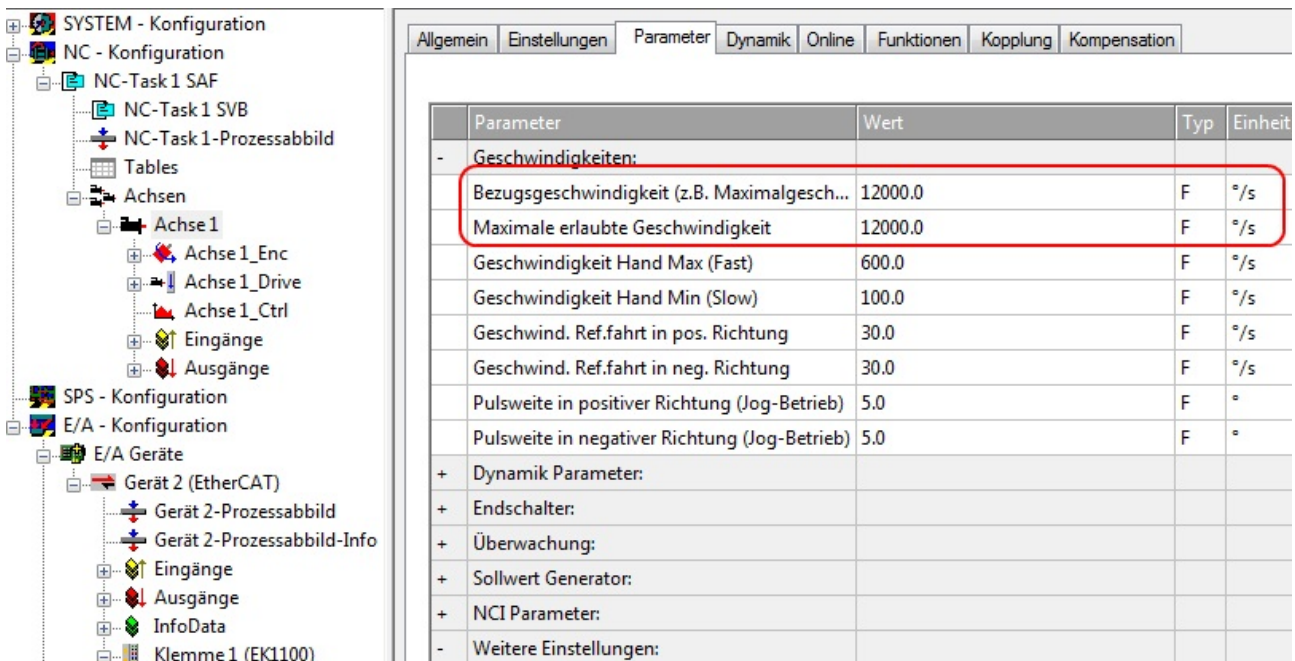 SYSTEM - Konfiguration
NC - Konfiguration
NC-Task 1 SAF
NC-Task 1 SVB
NC-Task 1-Prozessabbild
Tables
Achsen
Achse 1
Achse 1_Enc
Achse 1_Drive
Achse 1_Ctrl
Eingänge
Ausgänge
SPS - Konfiguration
E/A - Konfiguration
E/A Geräte
Gerät 2 (EtherCAT)
Gerät 2-Prozessabbild
Gerät 2-Prozessabbild-Info
Eingänge
Ausgänge
InfoData
Klemme 1 (EK1100)
Allgemein Einstellungen Parameter Dynamik Online Funktionen Kopplung Kompensation
Parameter Wert Typ Einheit
- Geschwindigkeiten:
Bezugsgeschwindigkeit (z.B. Maximalgesch... 12000.0 F °/s
Maximale erlaubte Geschwindigkeit 12000.0 F °/s
Geschwindigkeit Hand Max (Fast) 600.0 F °/s
Geschwindigkeit Hand Min (Slow) 100.0 F °/s
Geschwind. Ref.fahrt in pos. Richtung 30.0 F °/s
Geschwind. Ref.fahrt in neg. Richtung 30.0 F °/s
Pulsweite in positiver Richtung (Jog-Betrieb) 5.0 F °
Pulsweite in negativer Richtung (Jog-Betrieb) 5.0 F °
+ Dynamik Parameter:
+ Endschalter:
+ Überwachung:
+ Sollwert Generator:
+ NCI Parameter:
- Weitere Einstellungen: